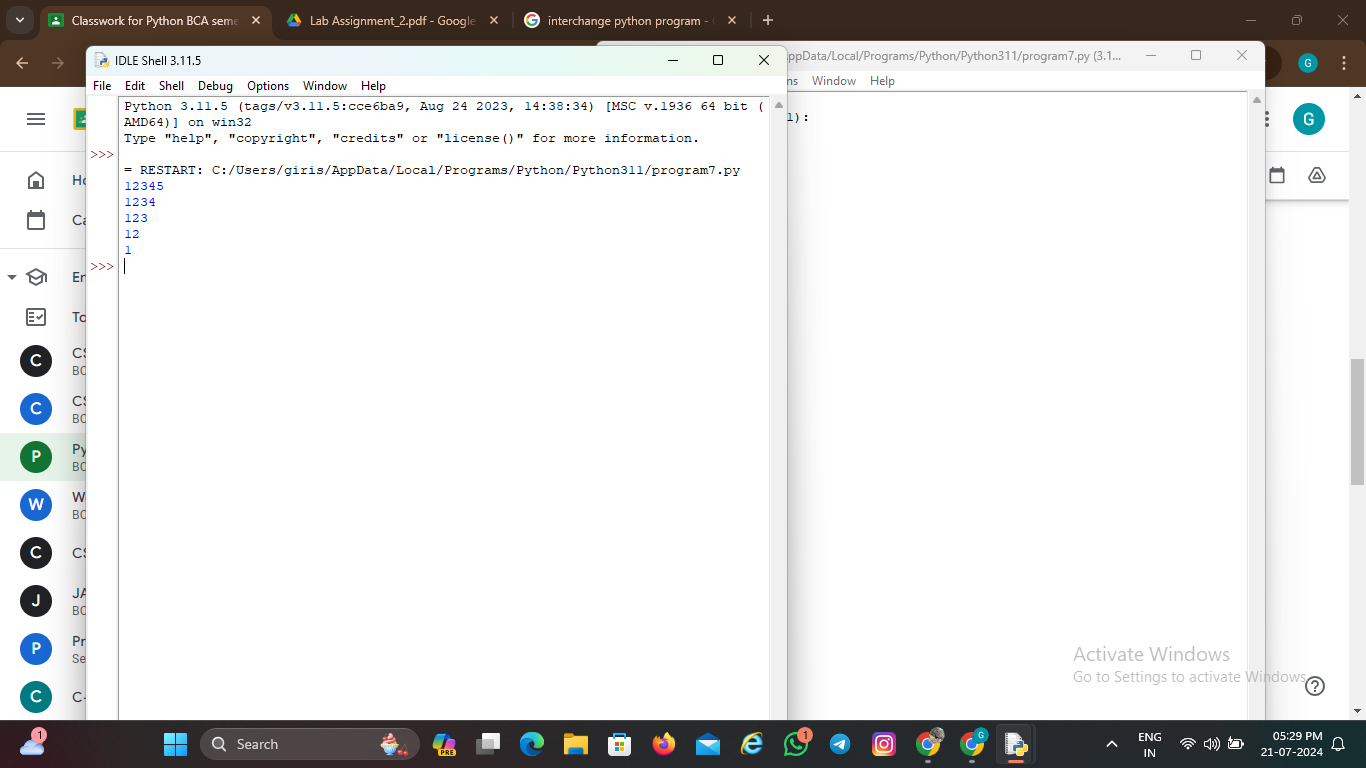 Classwork for Python BCA seme
Lab Assignment_2.pdf - Google
interchange python program -
IDLE Shell 3.11.5
ppData/Local/Programs/Python/Python311/program7.py (3.1...
File Edit Shell Debug Options Window Help
ns Window Help
Python 3.11.5 (tags/v3.11.5:cce6ba9, Aug 24 2023, 14:38:34) [MSC v.1936 64 bit (
AMD64)] on win32
Type "help", "copyright", "credits" or "license()" for more information.
>>>
= RESTART: C:/Users/giris/AppData/Local/Programs/Python/Python311/program7.py
12345
1234
123
12
1
>>>
1):
G
G
Ho
Ca
En
To
C
CS
BC
C
CS
BC
P
Py
BC
W
W
BC
C
CS
J
JA
BC
P
Pr
Se
C
C-
Activate Windows
Go to Settings to activate Windows.
1
Search
PRE
1
G
ENG
IN
05:29 PM
21-07-2024